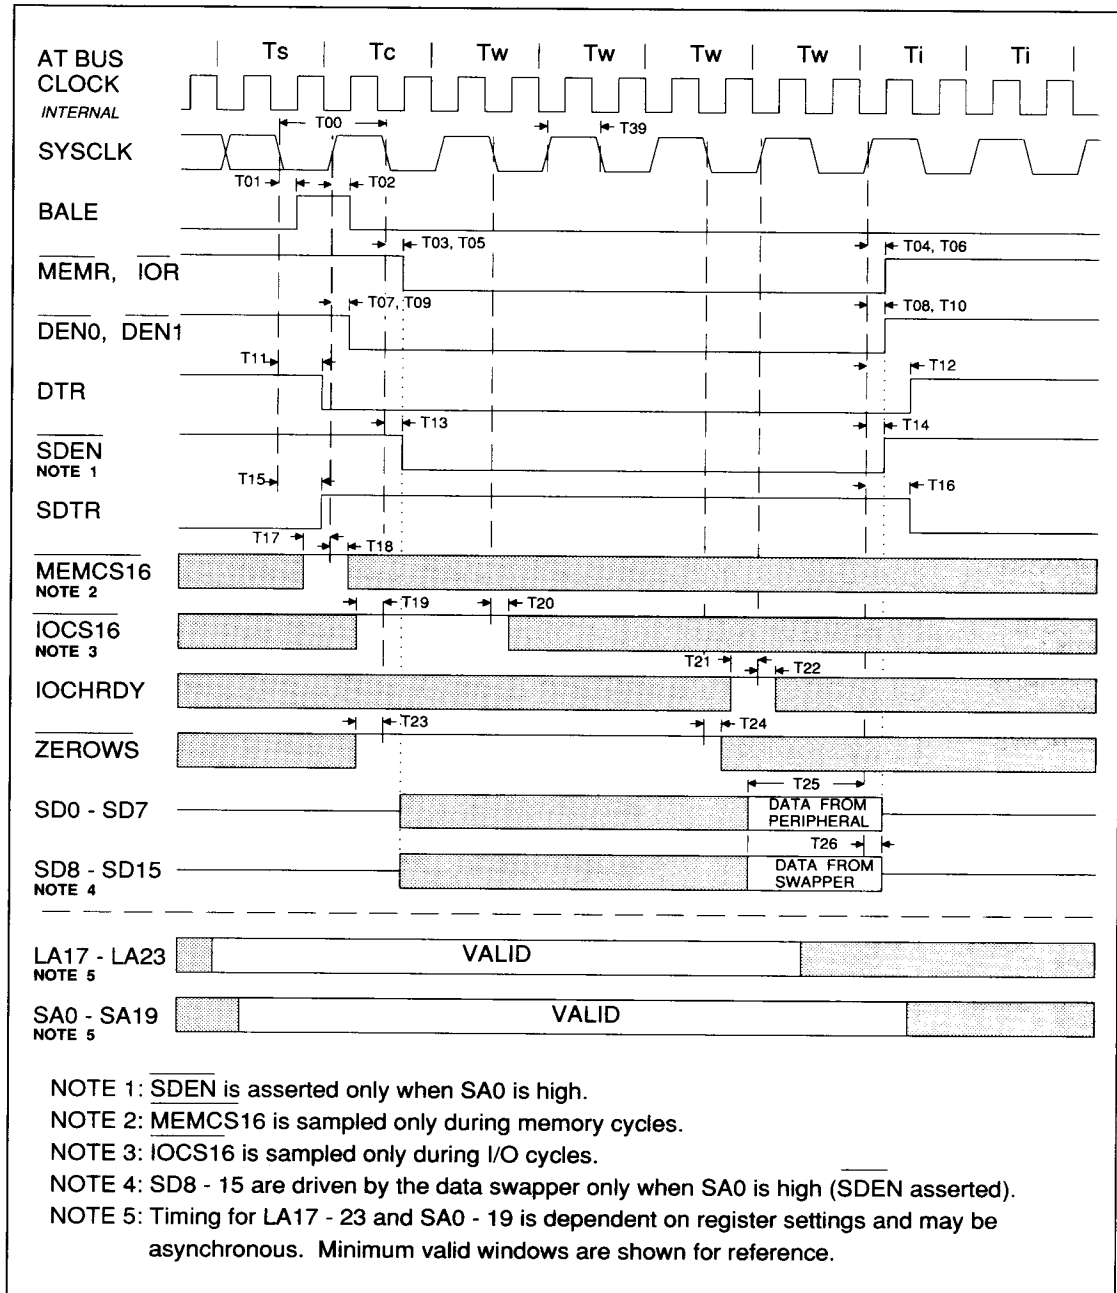 AT BUS
CLOCK
INTERNAL
Ts Tc Tw Tw Tw Tw Ti Ti
T00
T39
SYSCLK
T01 T02
BALE
T03, T05 T04, T06
MEMR, IOR
T07, T09 T08, T10
DEN0, DEN1
T11 T12
DTR
T13 T14
SDEN
NOTE 1
T15 T16
SDTR
T17 T18
MEMCS16
NOTE 2
T19 T20
IOCS16
NOTE 3
T21 T22
IOCHRDY
T23 T24
ZEROWS
T25
SD0 - SD7
DATA FROM
PERIPHERAL
T26
SD8 - SD15
NOTE 4
DATA FROM
SWAPPER
LA17 - LA23 VALID
NOTE 5
SA0 - SA19 VALID
NOTE 5
NOTE 1: SDEN is asserted only when SA0 is high.
NOTE 2: MEMCS16 is sampled only during memory cycles.
NOTE 3: IOCS16 is sampled only during I/O cycles.
NOTE 4: SD8 - 15 are driven by the data swapper only when SA0 is high (SDEN asserted).
NOTE 5: Timing for LA17 - 23 and SA0 - 19 is dependent on register settings and may be
asynchronous. Minimum valid windows are shown for reference.